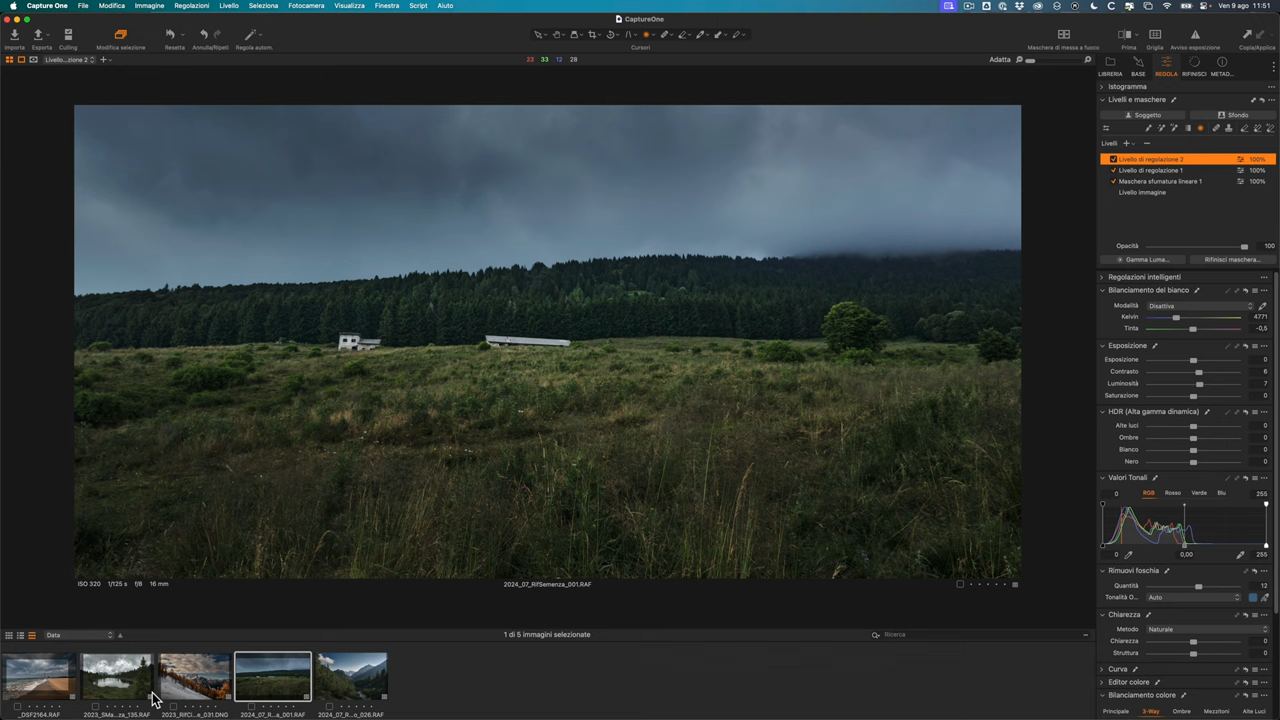 Capture One File Modifica Immagine Regolazioni Livello Seleziona Fotocamera Visualizza Finestra Script Aiuto Ven 9 ago 11:51
CaptureOne
Importa Esporta Culling Modifica selezione Resetta Annulla/Ripeti Regola autom. Cursori Maschera di messa a fuoco Prima Griglia Avviso esposizione Copia/Applica
Livello...zione 2 23 33 12 28 Adatta
LIBRERIA BASE REGOLA RIFINISCI METAD...
Istogramma
Livelli e maschere
Soggetto Sfondo
Livelli
Livello di regolazione 2 100%
Livello di regolazione 1 100%
Maschera sfumatura lineare 1 100%
Livello immagine
Opacità 100
Gamma Luma... Rifinisci maschera...
Regolazioni intelligenti
Bilanciamento del bianco
Modalità Disattiva
Kelvin 4771
Tinta -0,5
Esposizione
Esposizione 0
Contrasto 6
Luminosità 7
Saturazione 0
HDR (Alta gamma dinamica)
Alte luci 0
Ombre 0
Bianco 0
Nero 0
Valori Tonali
0 RGB Rosso Verde Blu 255
0 0,00 255
Rimuovi foschia
Quantità 12
Tonalità O... Auto
Chiarezza
Metodo Naturale
Chiarezza 0
Struttura 0
Curva
Editor colore
Bilanciamento colore
Principale 3-Way Ombre Mezzitoni Alte Luci
ISO 320 1/125 s f/8 16 mm 2024_07_RifSemenza_001.RAF
Data 1 di 5 immagini selezionate Ricerca
_DSF2164.RAF 2023_SMa...za_135.RAF 2023_RifCi...e_031.DNG 2024_07_R...a_001.RAF 2024_07_R...o_026.RAF